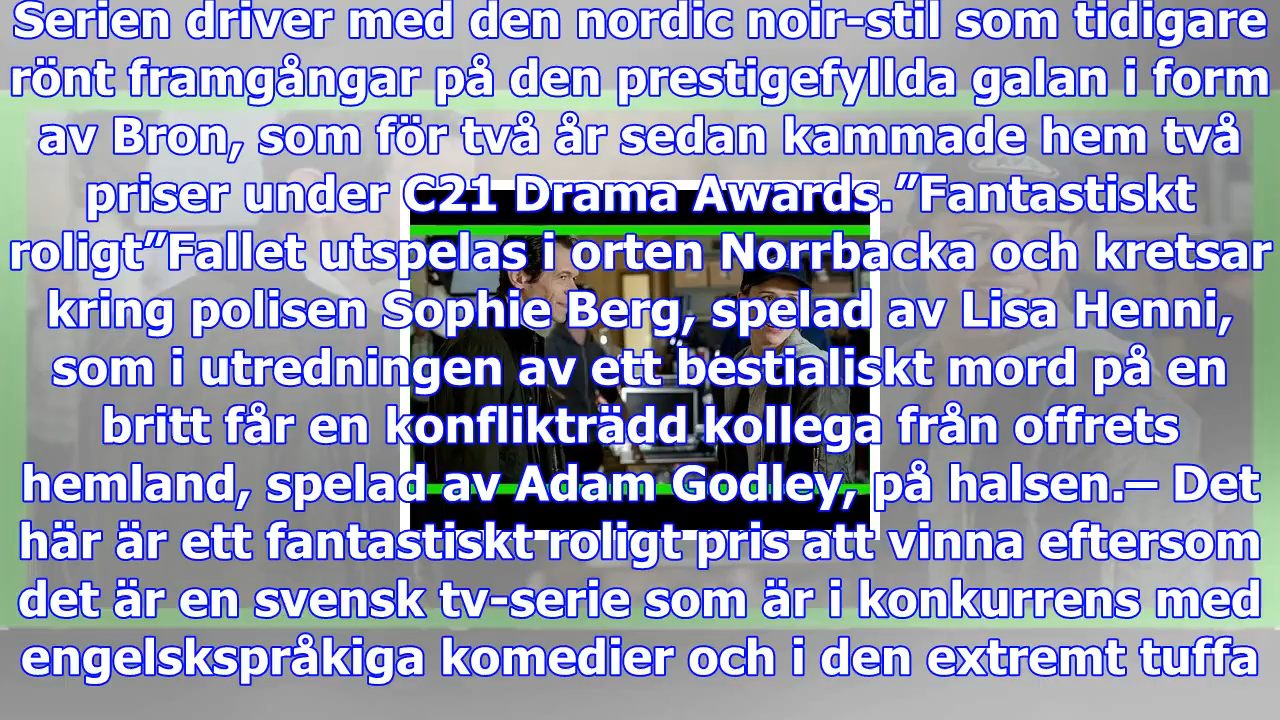 Serien driver med den nordic noir-stil som tidigare
rönt framgångar på den prestigefyllda galan i form
av Bron, som för två år sedan kammade hem två
priser under C21 Drama Awards.”Fantastiskt
roligt”Fallet utspelas i orten Norrbacka och kretsar
kring polisen Sophie Berg, spelad av Lisa Henni,
som i utredningen av ett bestialiskt mord på en
britt får en konflikträdd kollega från offrets
hemland, spelad av Adam Godley, på halsen.– Det
här är ett fantastiskt roligt pris att vinna eftersom
det är en svensk tv-serie som är i konkurrens med
engelskspråkiga komedier och i den extremt tuffa